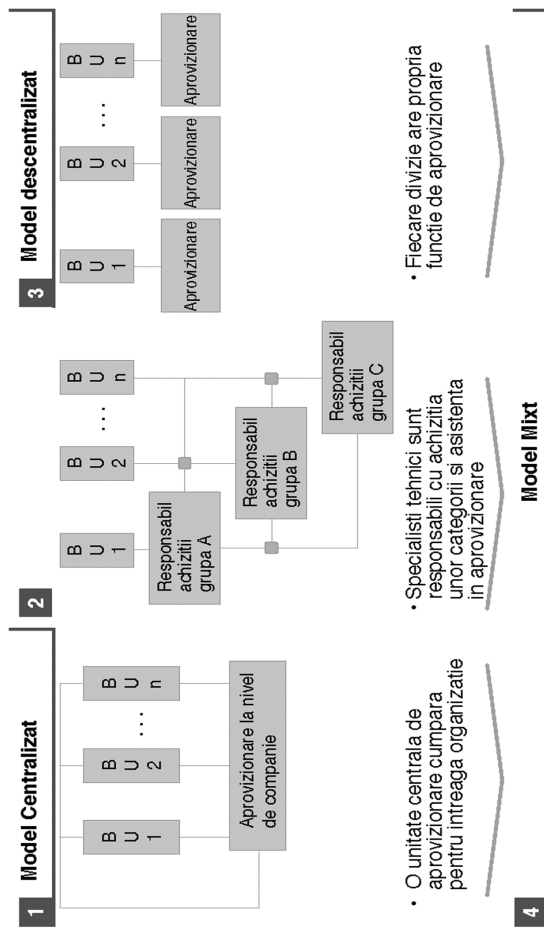 1 Model Centralizat
B U 1
B U 2
...
B U n
Aprovizionare la nivel
de companie
• O unitate centrala de
aprovizionare cumpara
pentru intreaga organizatie
2
B U 1
B U 2
...
B U n
Responsabil
achizitii
grupa A
Responsabil
achizitii
grupa B
Responsabil
achizitii
grupa C
• Specialisti tehnici sunt
responsabili cu achizitia
unor categorii si asistenta
in aprovizionare
3 Model descentralizat
B U 1
B U 2
...
B U n
Aprovizionare
Aprovizionare
Aprovizionare
• Fiecare divizie are propria
functie de aprovizionare
4
Model Mixt